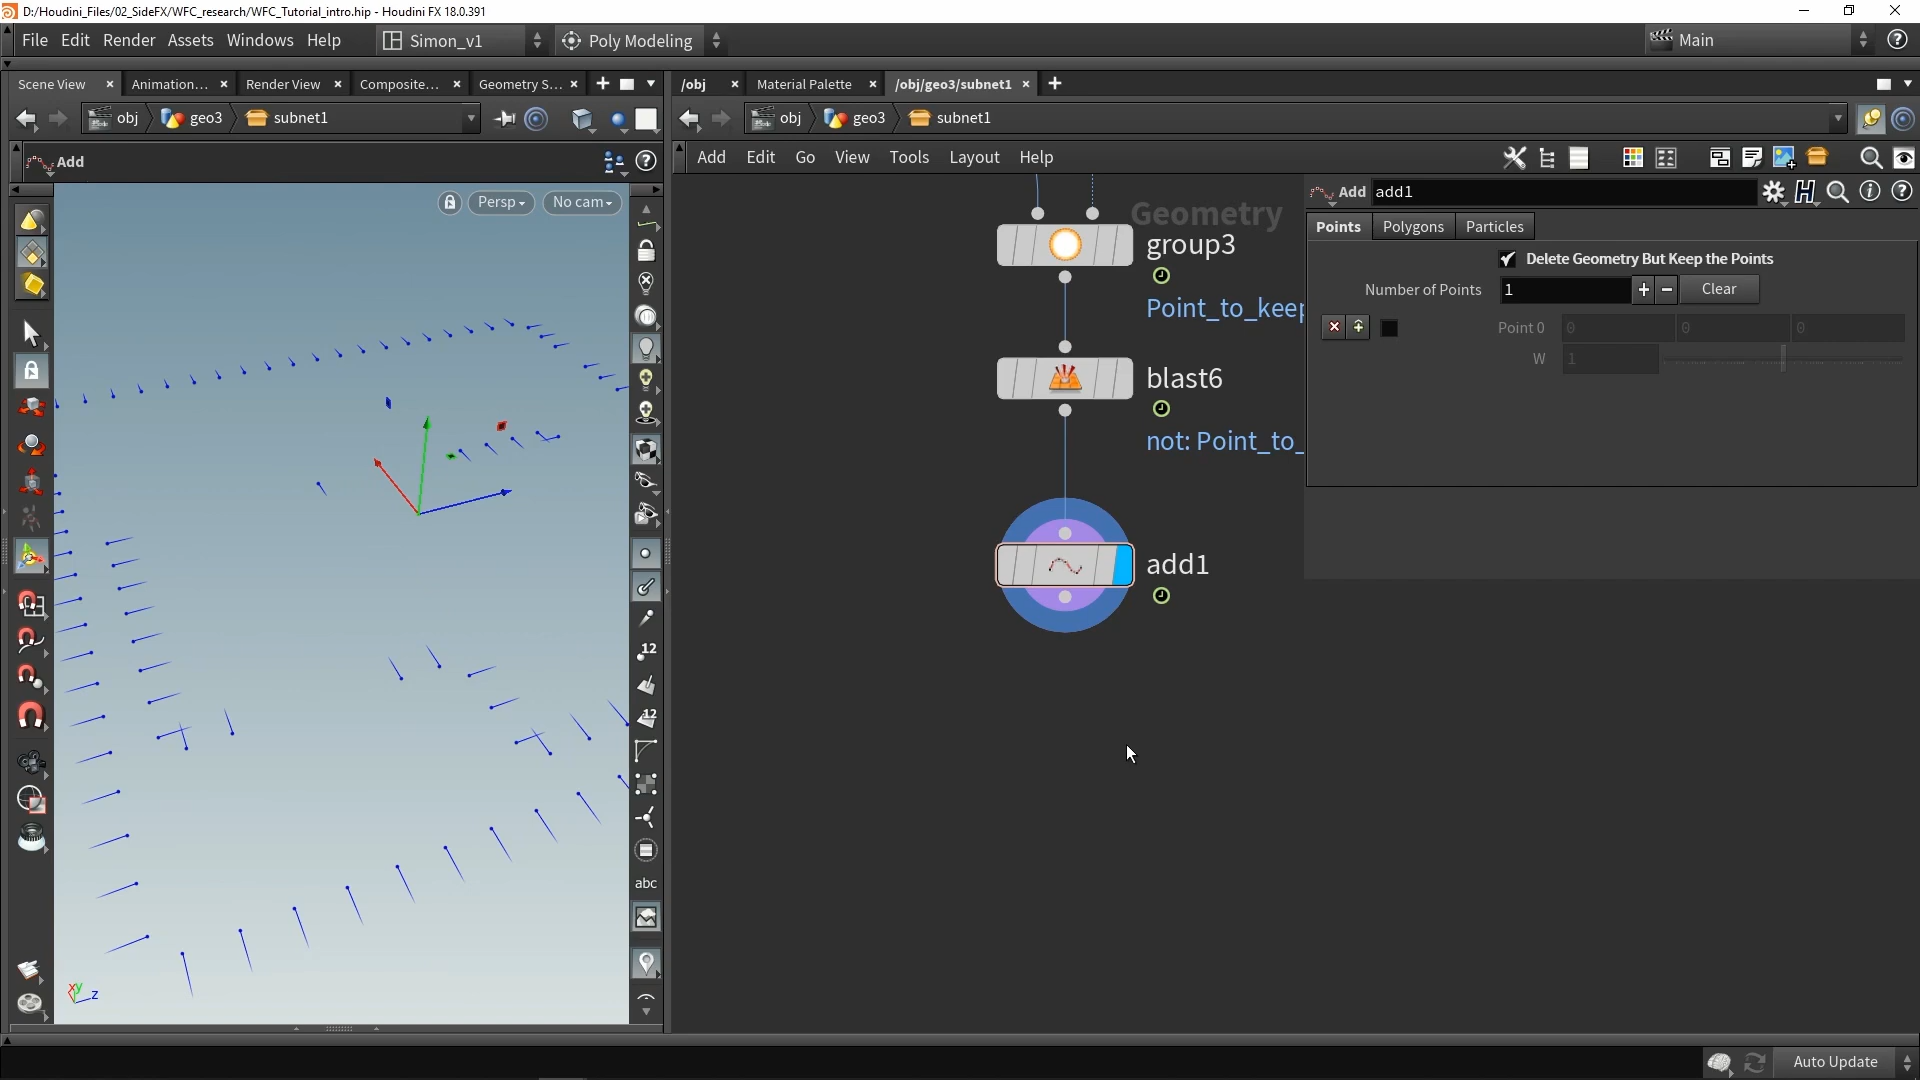 D:/Houdini_Files/02_SideFX/WFC_research/WFC_Tutorial_intro.hip - Houdini FX 18.0.391
File Edit Render Assets Windows Help Simon_v1 Poly Modeling Main
Scene View Animation... Render View Composite... Geometry S...
/obj Material Palette /obj/geo3/subnet1
obj geo3 subnet1
obj geo3 subnet1
Add
Add Edit Go View Tools Layout Help
Persp No cam
Geometry
group3
Point_to_keep
blast6
not: Point_to_
add1
Add add1
Points Polygons Particles
Delete Geometry But Keep the Points
Number of Points 1 Clear
Point 0 0 0 0
W 1
12
12
abc
x y z
Auto Update